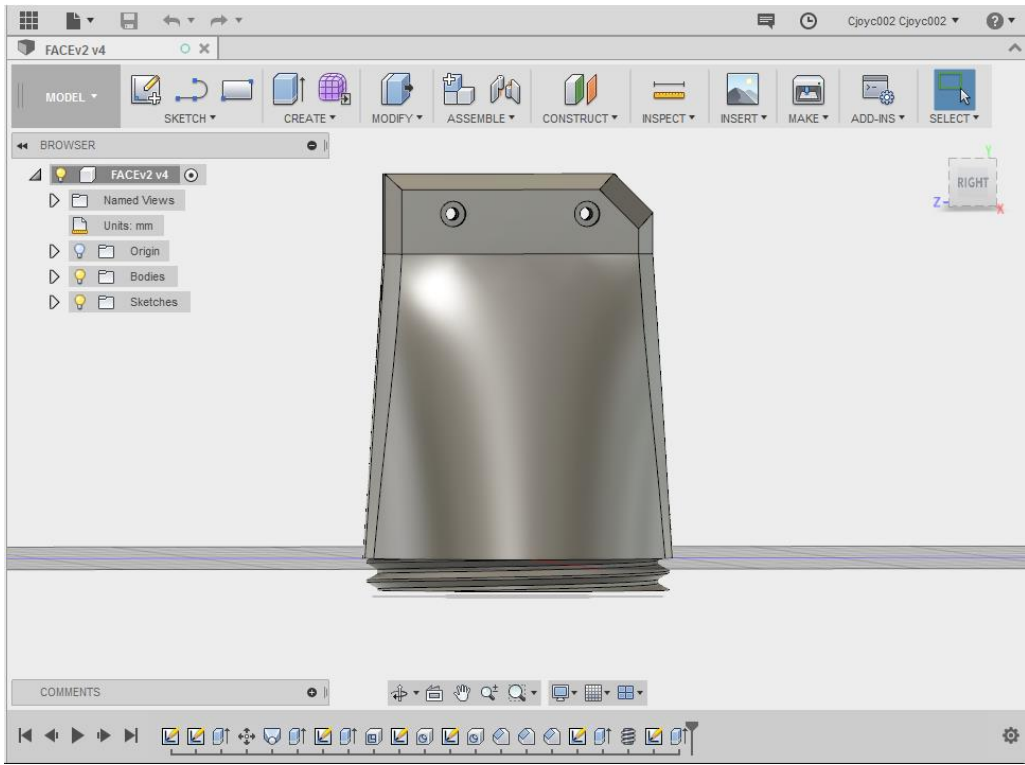 Cjoyc002 Cjoyc002
?
FACEv2 v4
MODEL
SKETCH
CREATE
MODIFY
ASSEMBLE
CONSTRUCT
INSPECT
INSERT
MAKE
ADD-INS
SELECT
BROWSER
FACEv2 v4
Named Views
Units: mm
Origin
Bodies
Sketches
Y
RIGHT
Z
X
COMMENTS